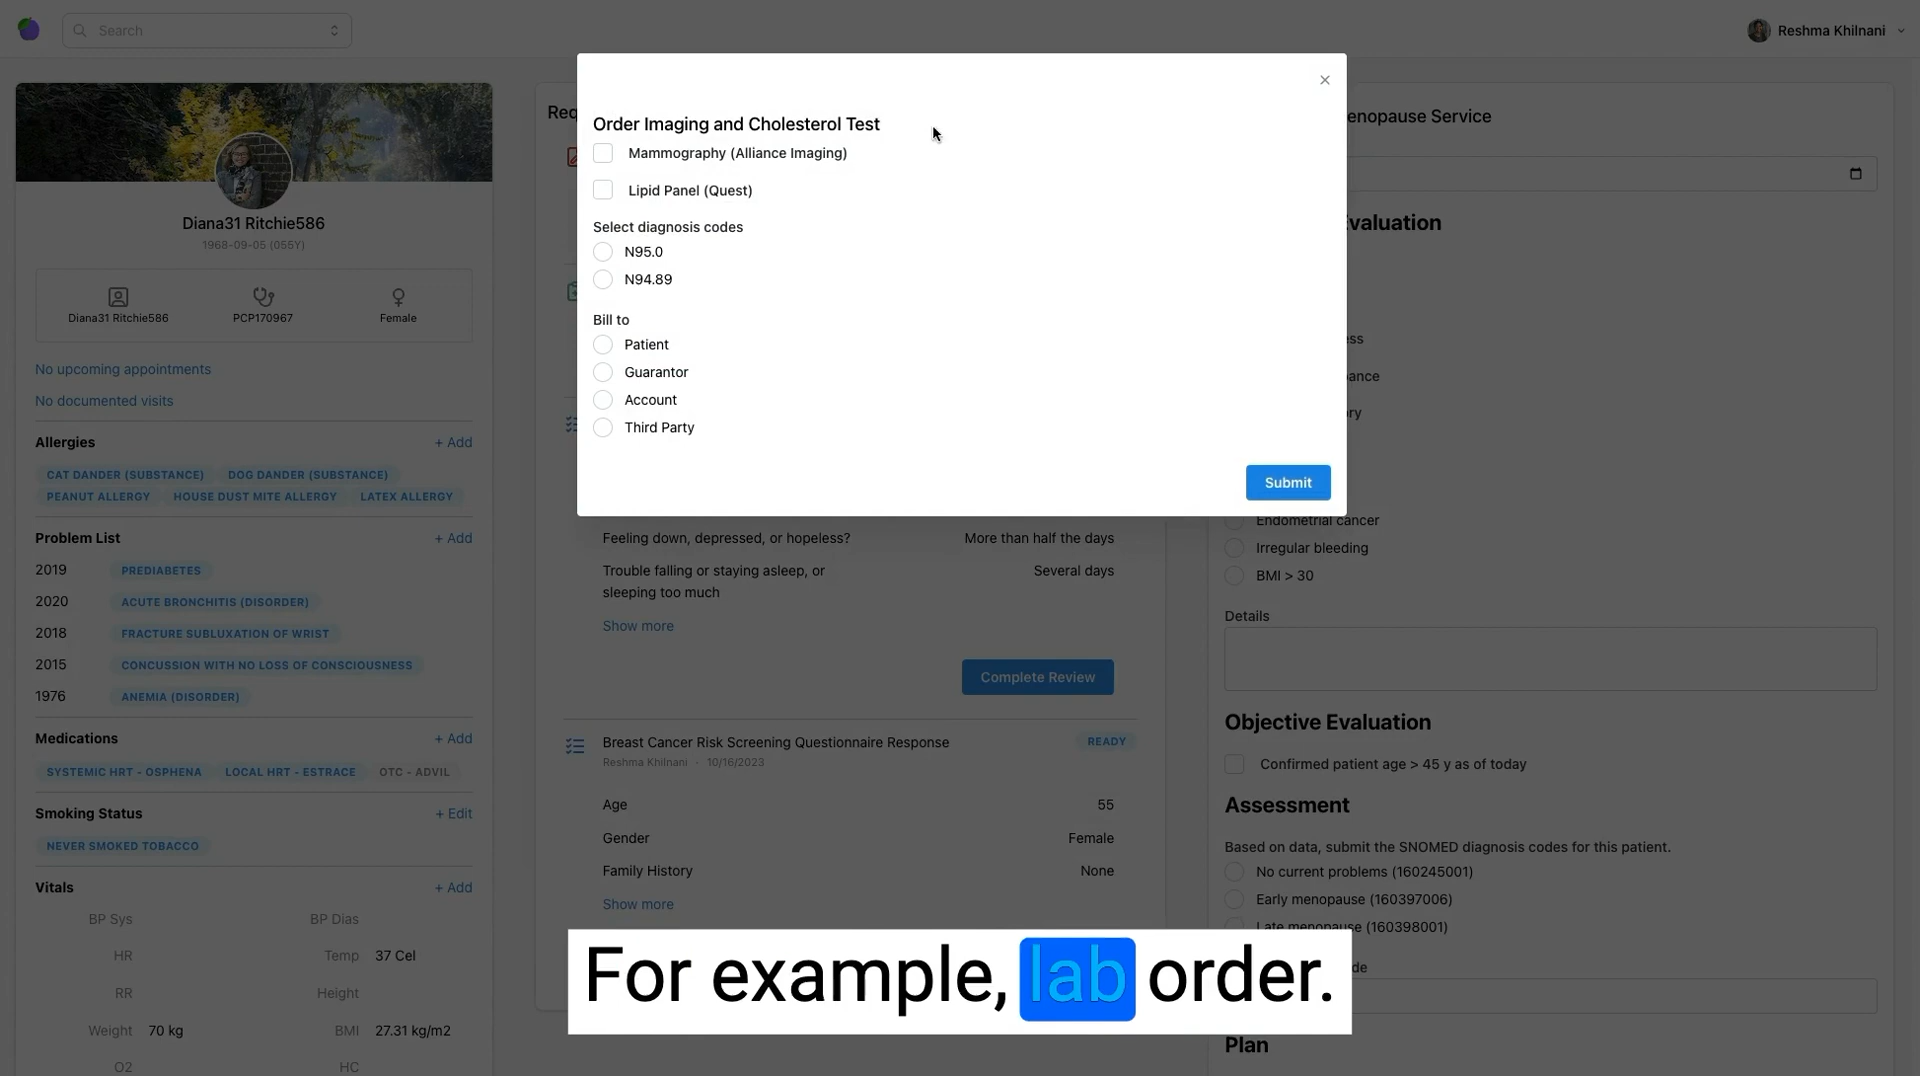 Search
Reshma Khilnani
Diana31 Ritchie586
1968-09-05 (055Y)
Diana31 Ritchie586
PCP170967
Female
No upcoming appointments
No documented visits
Allergies
+ Add
CAT DANDER (SUBSTANCE)
DOG DANDER (SUBSTANCE)
PEANUT ALLERGY
HOUSE DUST MITE ALLERGY
LATEX ALLERGY
Problem List
+ Add
2019
PREDIABETES
2020
ACUTE BRONCHITIS (DISORDER)
2018
FRACTURE SUBLUXATION OF WRIST
2015
CONCUSSION WITH NO LOSS OF CONSCIOUSNESS
1976
ANEMIA (DISORDER)
Medications
+ Add
SYSTEMIC HRT - OSPHENA
LOCAL HRT - ESTRACE
OTC - ADVIL
Smoking Status
+ Edit
NEVER SMOKED TOBACCO
Vitals
+ Add
BP Sys
BP Dias
HR
Temp
37 Cel
RR
Height
Weight
70 kg
BMI
27.31 kg/m2
O2
HC
Order Imaging and Cholesterol Test
Mammography (Alliance Imaging)
Lipid Panel (Quest)
Select diagnosis codes
N95.0
N94.89
Bill to
Patient
Guarantor
Account
Third Party
Submit
Feeling down, depressed, or hopeless?
More than half the days
Trouble falling or staying asleep, or
sleeping too much
Several days
Show more
Complete Review
Breast Cancer Risk Screening Questionnaire Response
READY
Reshma Khilnani · 10/16/2023
Age
55
Gender
Female
Family History
None
Show more
For example, lab order.
enopause Service
Endometrial cancer
Irregular bleeding
BMI > 30
Details
Objective Evaluation
Confirmed patient age > 45 y as of today
Assessment
Based on data, submit the SNOMED diagnosis codes for this patient.
No current problems (160245001)
Early menopause (160397006)
Late menopause (160398001)
Plan